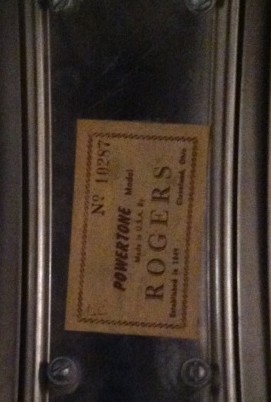 Nº 10287
POWERTONE Model
Made in U.S.A. By
ROGERS
Established in 1849 Cleveland, Ohio